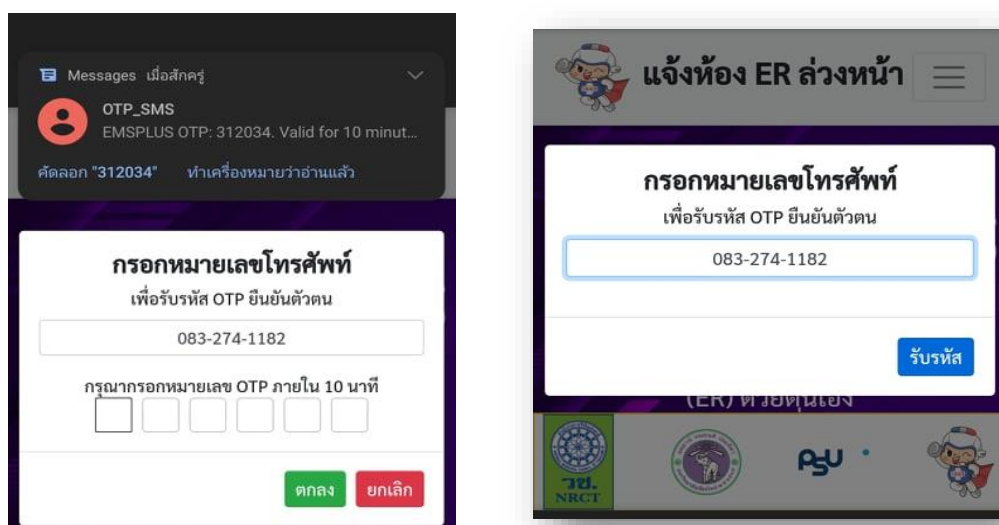 Messages เมื่อสักครู่
OTP_SMS
EMSPLUS OTP: 312034. Valid for 10 minut...
คัดลอก "312034" ทำเครื่องหมายว่าอ่านแล้ว
กรอกหมายเลขโทรศัพท์
เพื่อรับรหัส OTP ยืนยันตัวตน
083-274-1182
กรุณากรอกหมายเลข OTP ภายใน 10 นาที
ตกลง
ยกเลิก
แจ้งห้อง ER ล่วงหน้า
กรอกหมายเลขโทรศัพท์
เพื่อรับรหัส OTP ยืนยันตัวตน
083-274-1182
รับรหัส
(ER) ด้วยตนเอง
วช.
NRCT
PSU